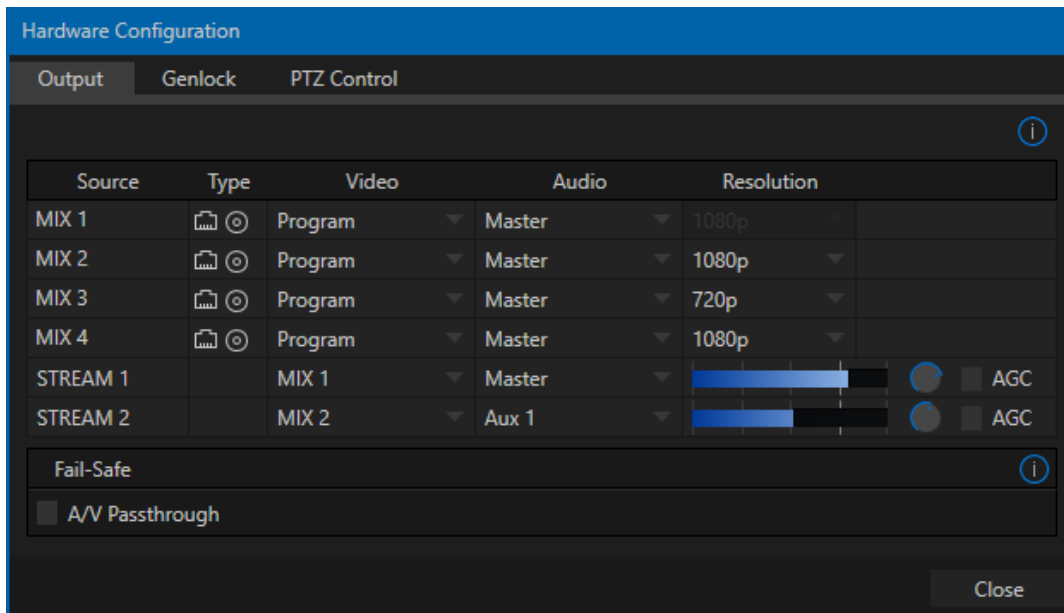 Hardware Configuration
Output Genlock PTZ Control
Source Type Video Audio Resolution
MIX 1 Program Master 1080p
MIX 2 Program Master 1080p
MIX 3 Program Master 720p
MIX 4 Program Master 1080p
STREAM 1 MIX 1 Master AGC
STREAM 2 MIX 2 Aux 1 AGC
Fail-Safe
A/V Passthrough
Close